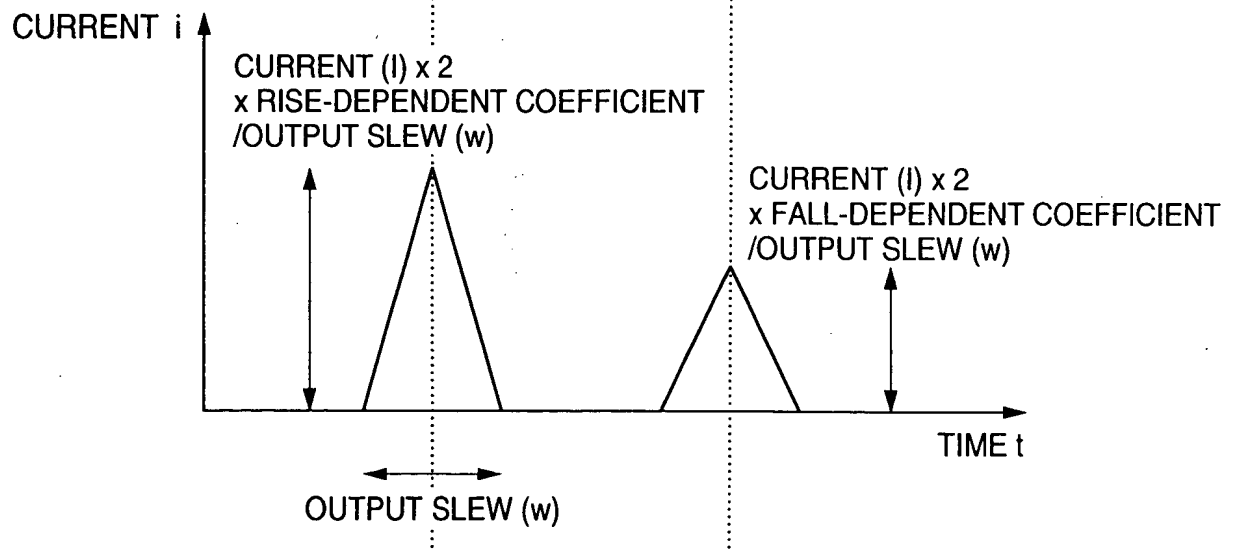 CURRENT i
CURRENT (I) x 2
x RISE-DEPENDENT COEFFICIENT
/OUTPUT SLEW (w)
CURRENT (I) x 2
x FALL-DEPENDENT COEFFICIENT
/OUTPUT SLEW (w)
TIME t
OUTPUT SLEW (w)